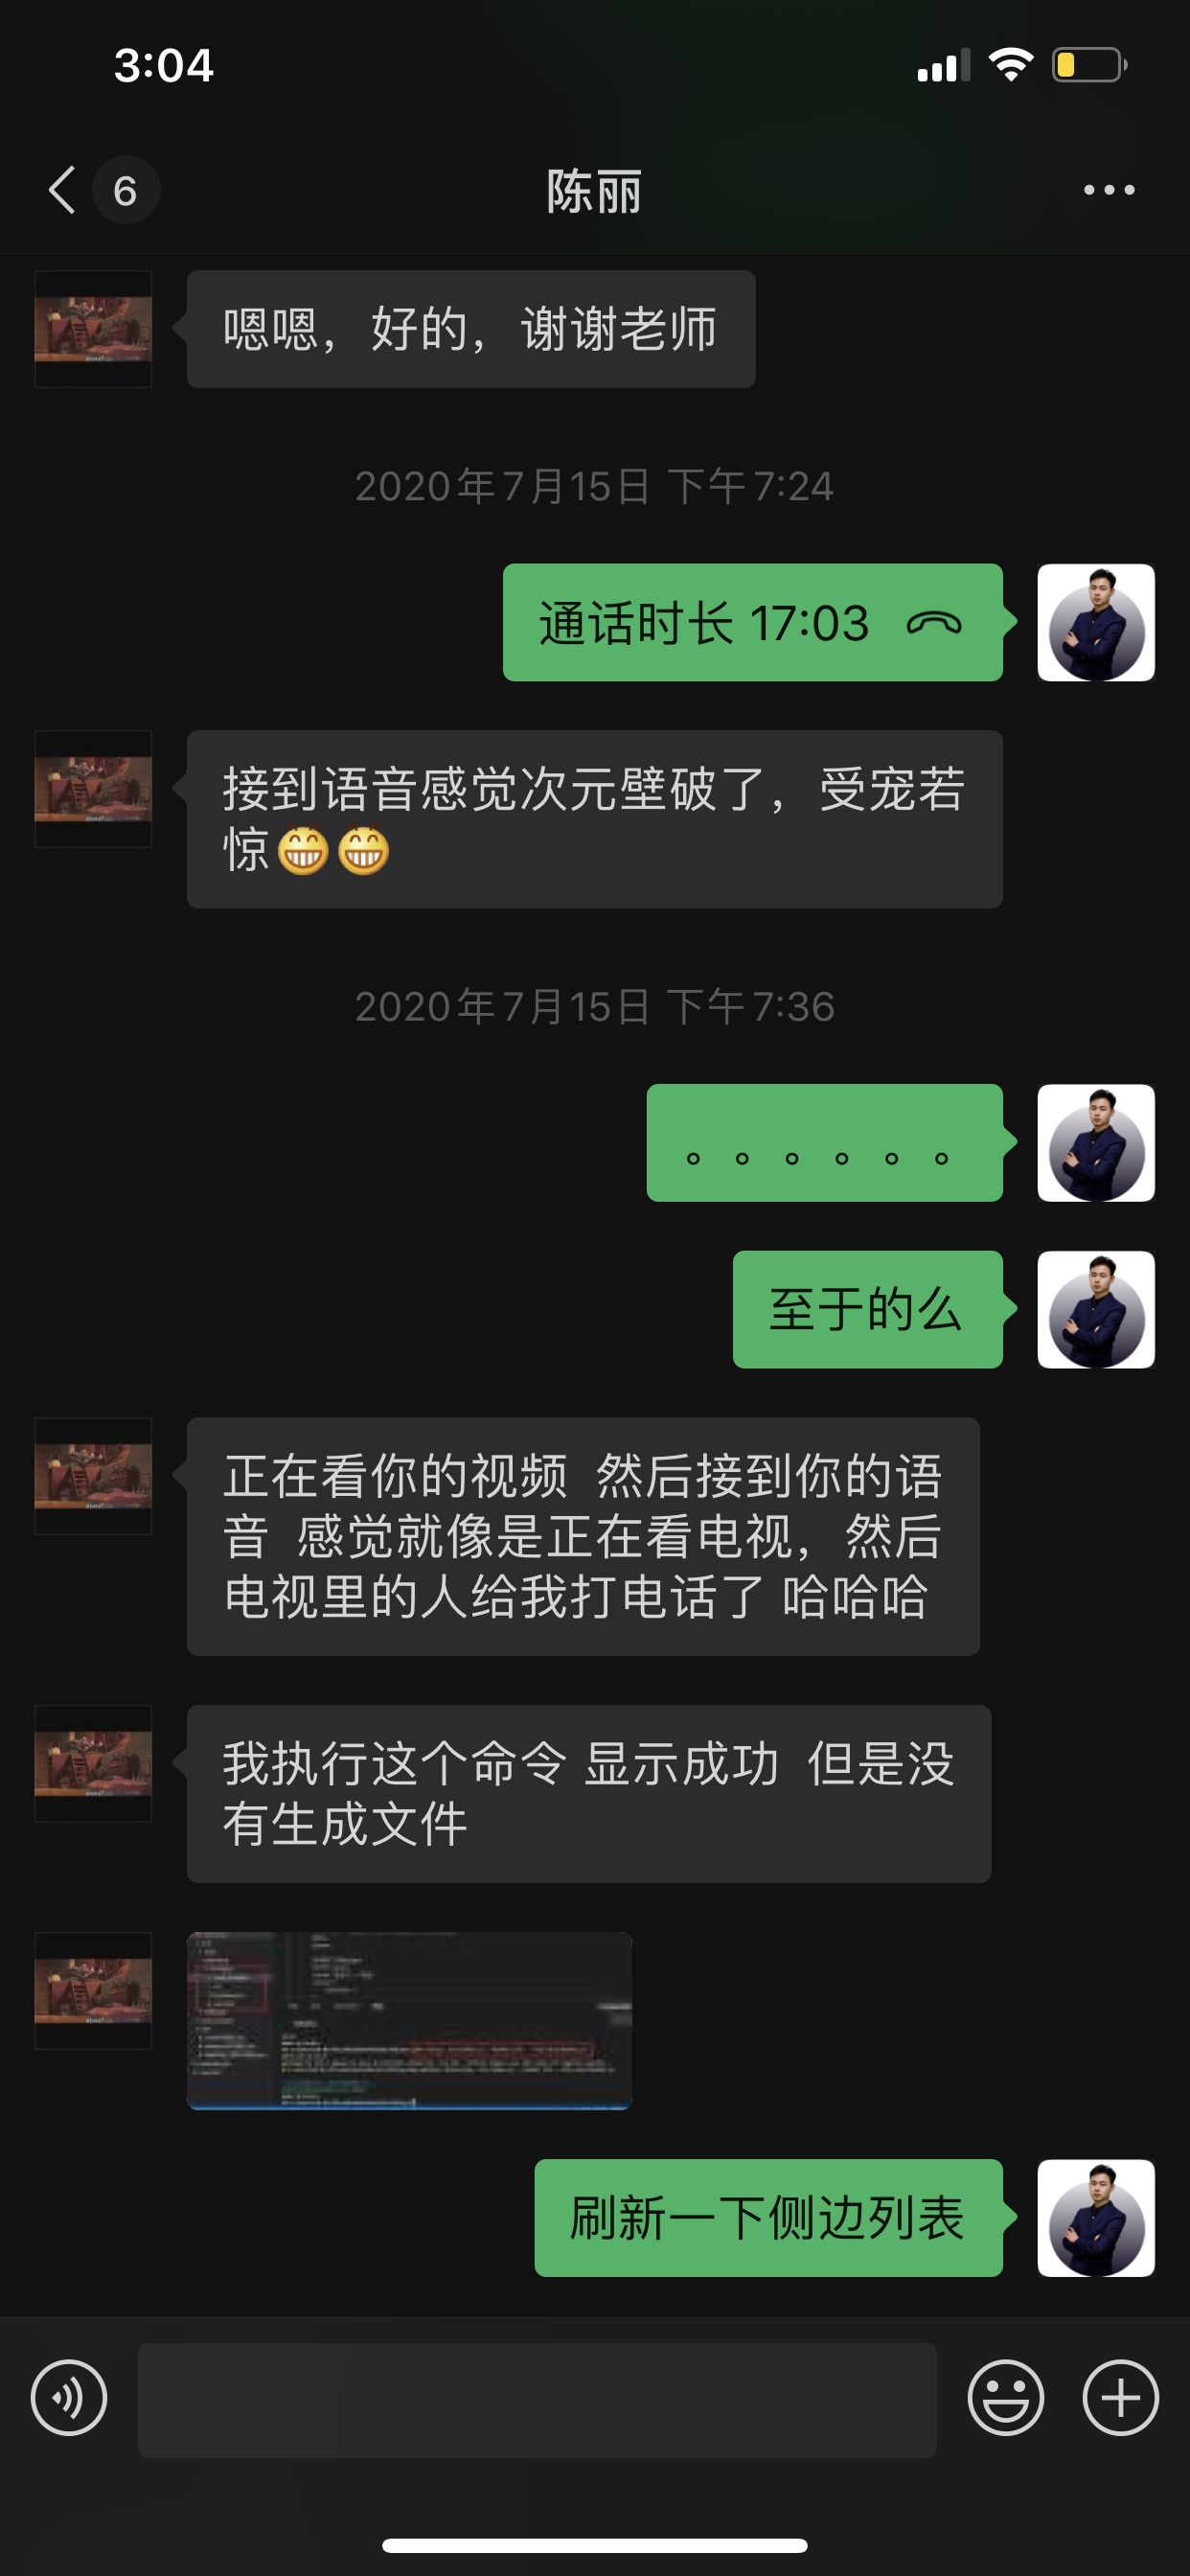 3:04
6
陈丽
嗯嗯，好的，谢谢老师
2020年7月15日 下午7:24
通话时长 17:03
接到语音感觉次元壁破了，受宠若
惊😁😁
2020年7月15日 下午7:36
。。。。。。
至于的么
正在看你的视频 然后接到你的语
音 感觉就像是正在看电视，然后
电视里的人给我打电话了 哈哈哈
我执行这个命令 显示成功 但是没
有生成文件
刷新一下侧边列表